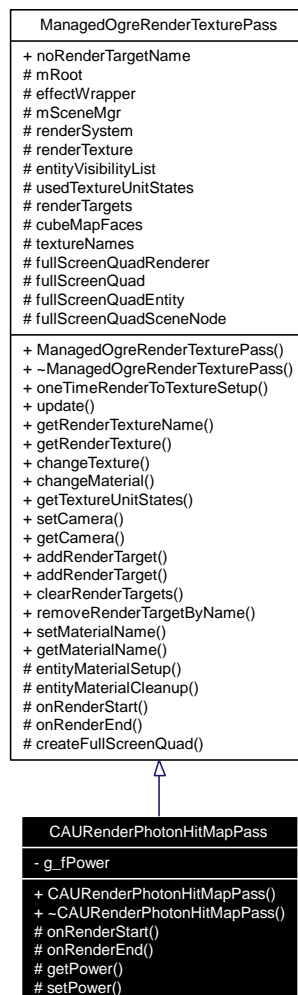 ManagedOgreRenderTexturePass
+ noRenderTargetName
# mRoot
# effectWrapper
# mSceneMgr
# renderSystem
# renderTexture
# entityVisibilityList
# usedTextureUnitStates
# renderTargets
# cubeMapFaces
# textureNames
# fullScreenQuadRenderer
# fullScreenQuad
# fullScreenQuadEntity
# fullScreenQuadSceneNode
+ ManagedOgreRenderTexturePass()
+ ~ManagedOgreRenderTexturePass()
+ oneTimeRenderToTextureSetup()
+ update()
+ getRenderTextureName()
+ getRenderTexture()
+ changeTexture()
+ changeMaterial()
+ getTextureUnitStates()
+ setCamera()
+ getCamera()
+ addRenderTarget()
+ addRenderTarget()
+ clearRenderTargets()
+ removeRenderTargetByName()
+ setMaterialName()
+ getMaterialName()
# entityMaterialSetup()
# entityMaterialCleanup()
# onRenderStart()
# onRenderEnd()
# createFullScreenQuad()
CAURenderPhotonHitMapPass
- g_fPower
+ CAURenderPhotonHitMapPass()
+ ~CAURenderPhotonHitMapPass()
# onRenderStart()
# onRenderEnd()
# getPower()
# setPower()